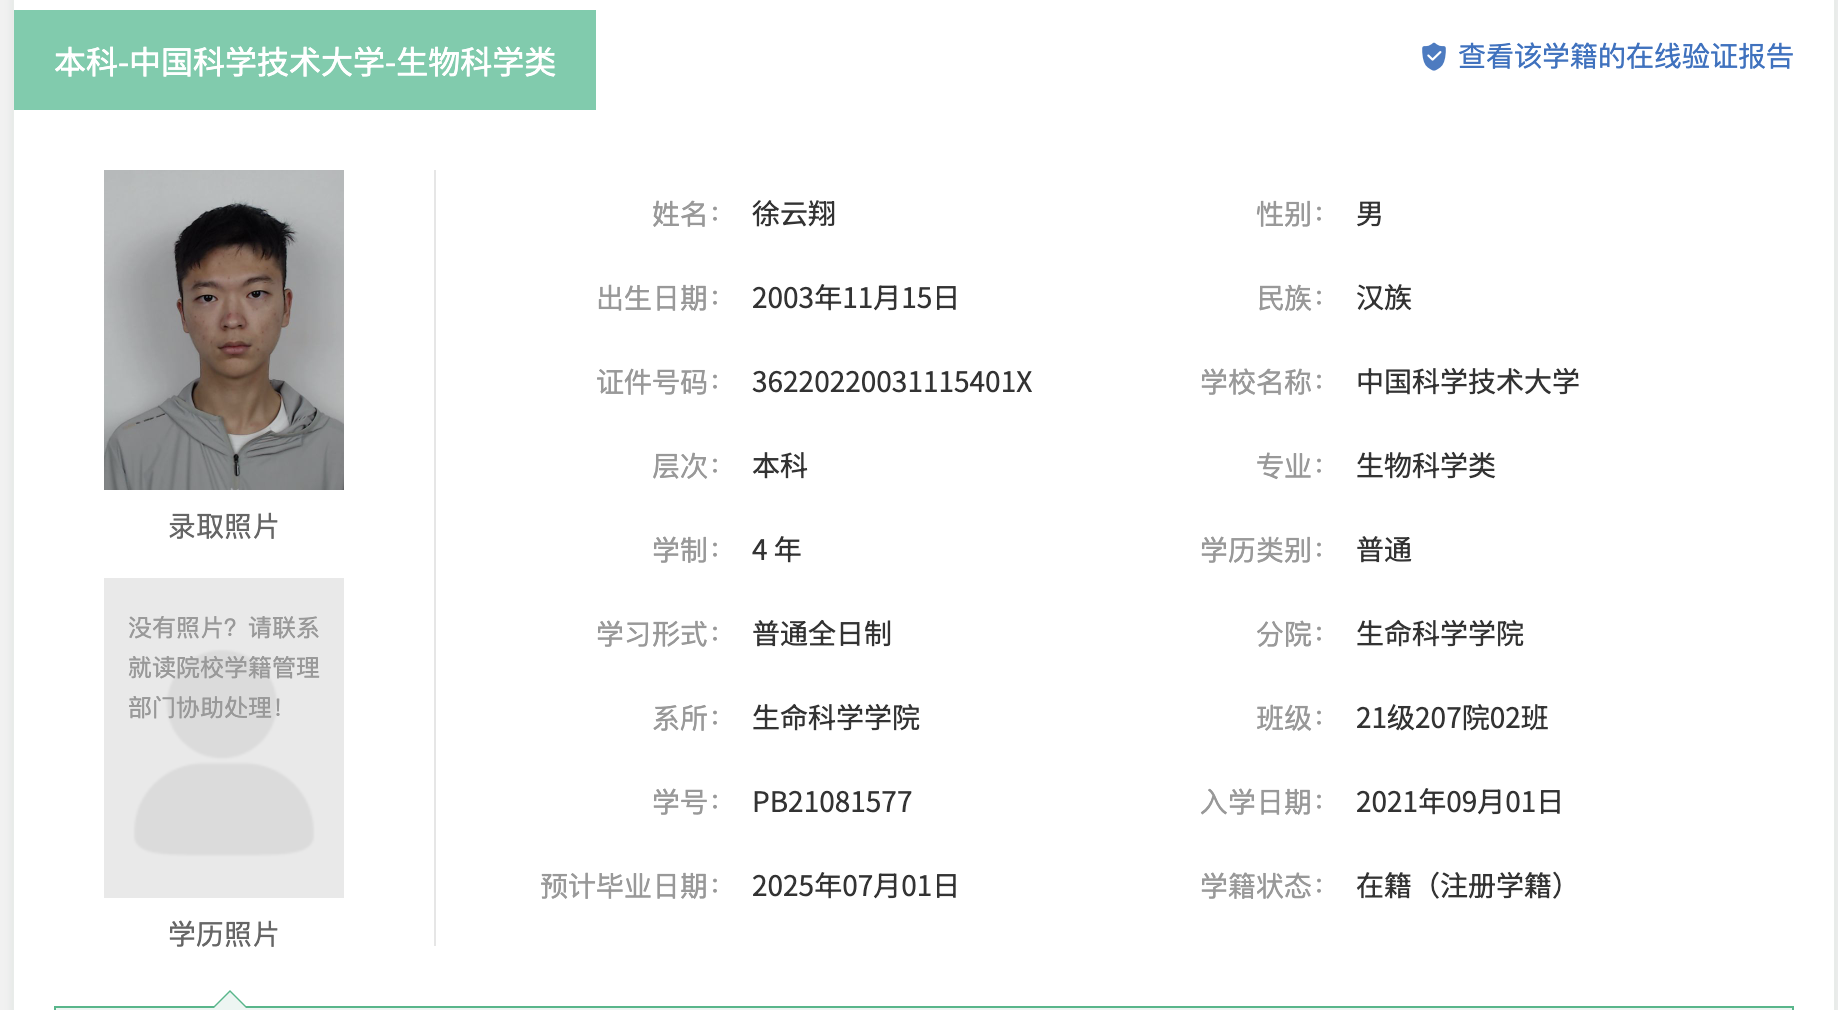 本科-中国科学技术大学-生物科学类
查看该学籍的在线验证报告
录取照片
没有照片？请联系
就读院校学籍管理
部门协助处理！
学历照片
姓名： 徐云翔 性别： 男
出生日期： 2003年11月15日 民族： 汉族
证件号码： 36220220031115401X 学校名称： 中国科学技术大学
层次： 本科 专业： 生物科学类
学制： 4 年 学历类别： 普通
学习形式： 普通全日制 分院： 生命科学学院
系所： 生命科学学院 班级： 21级207院02班
学号： PB21081577 入学日期： 2021年09月01日
预计毕业日期： 2025年07月01日 学籍状态： 在籍（注册学籍）